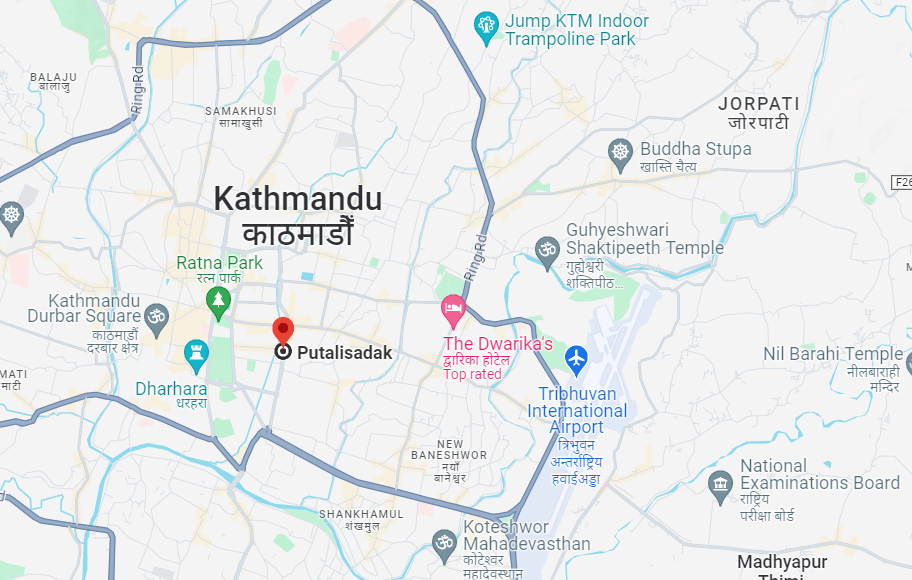 Jump KTM Indoor
Trampoline Park
BALAJU
बालाजु
Ring Rd
SAMAKHUSI
सामाखुसी
JORPATI
जोरपाटी
Buddha Stupa
खास्ति चैत्य
F26
Kathmandu
काठमाडौं
Guhyeshwari
Shaktipeeth Temple
गुह्येश्वरी
शक्तिपीठ...
Ring Rd
Ratna Park
रत्न पार्क
Kathmandu
Durbar Square
काठमाडौं
दरबार क्षेत्र
Putalisadak
The Dwarika's
द्वारिका होटेल
Top rated
Nil Barahi Temple
नीलबाराही
मन्दिर
MATI
माटी
Dharhara
धरहरा
Tribhuvan
International
Airport
त्रिभुवन
अन्तर्राष्ट्रिय
हवाईअड्डा
NEW
BANESHWOR
नयाँ
बानेश्वर
National
Examinations Board
राष्ट्रिय
परीक्षा बोर्ड
SHANKHAMUL
शंखमुल
Koteshwor
Mahadevasthan
कोटेश्वर
महादेवस्थान
Madhyapur
Thimi